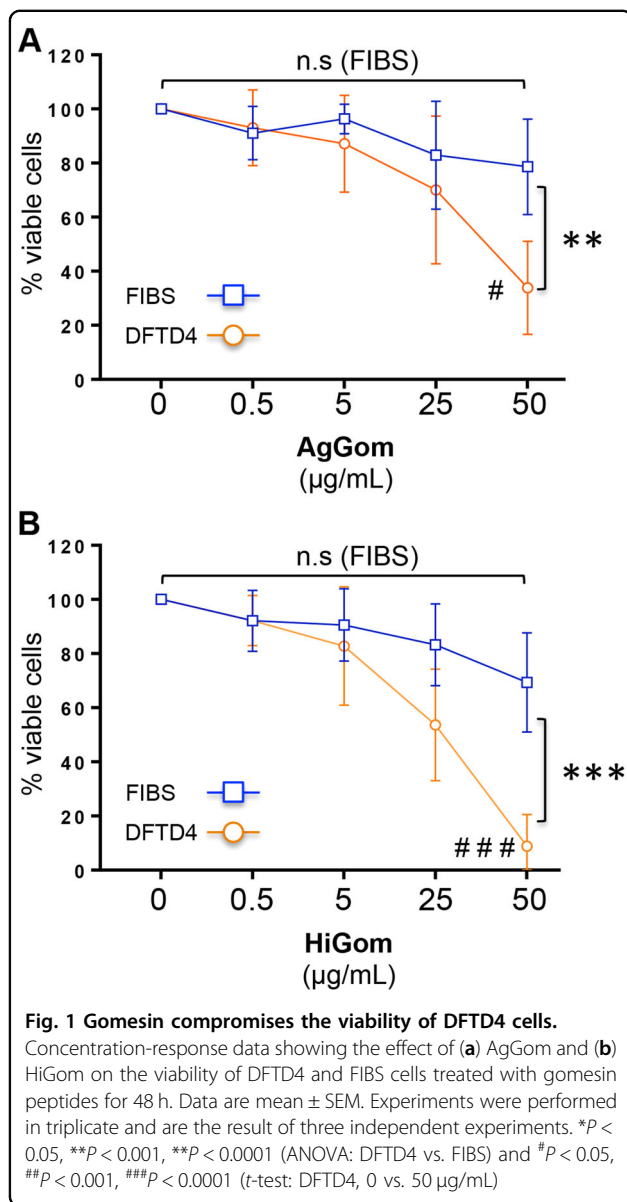 A
n.s (FIBS)
120
100
80
60
40
20
0
% viable cells
**
#
FIBS
DFTD4
0 0.5 5 25 50
AgGom
(µg/mL)
B
n.s (FIBS)
120
100
80
60
40
20
0
% viable cells
***
###
FIBS
DFTD4
0 0.5 5 25 50
HiGom
(µg/mL)
Fig. 1 Gomesin compromises the viability of DFTD4 cells.
Concentration-response data showing the effect of (a) AgGom and (b)
HiGom on the viability of DFTD4 and FIBS cells treated with gomesin
peptides for 48 h. Data are mean ± SEM. Experiments were performed
in triplicate and are the result of three independent experiments. *P <
0.05, **P < 0.001, **P < 0.0001 (ANOVA: DFTD4 vs. FIBS) and #P < 0.05,
##P < 0.001, ###P < 0.0001 (t-test: DFTD4, 0 vs. 50 µg/mL)